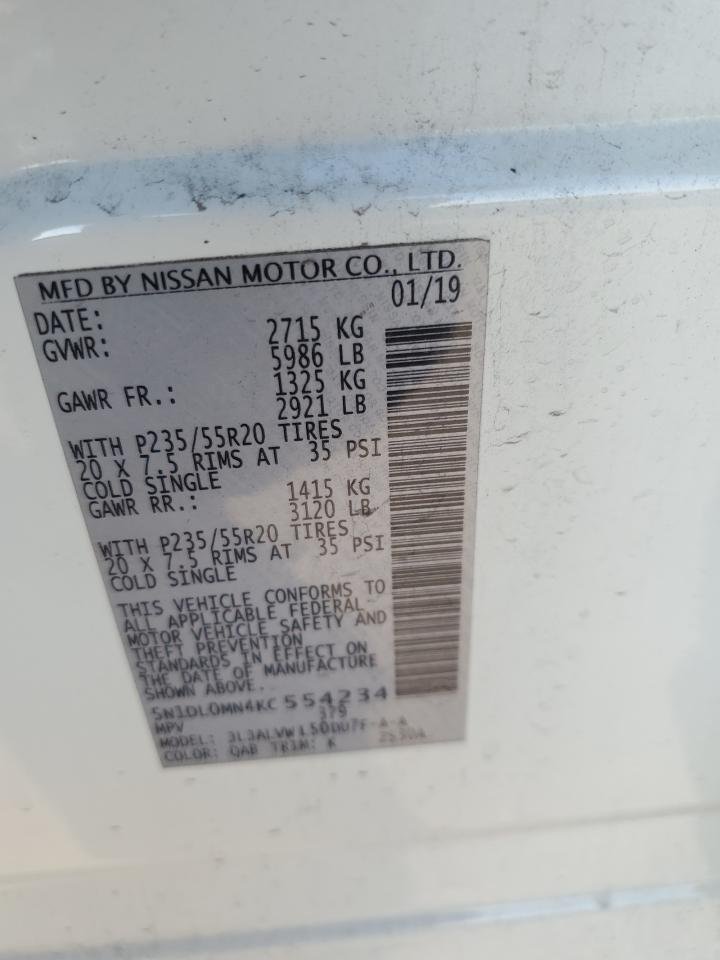 MFD BY NISSAN MOTOR CO., LTD.
DATE: 01/19
GVWR: 2715 KG
5986 LB
GAWR FR.: 1325 KG
2921 LB
WITH P235/55R20 TIRES
20 X 7.5 RIMS AT 35 PSI
COLD SINGLE
GAWR RR.: 1415 KG
3120 LB
WITH P235/55R20 TIRES
20 X 7.5 RIMS AT 35 PSI
COLD SINGLE
THIS VEHICLE CONFORMS TO
ALL APPLICABLE FEDERAL
MOTOR VEHICLE SAFETY AND
THEFT PREVENTION
STANDARDS IN EFFECT ON
THE DATE OF MANUFACTURE
SHOWN ABOVE.
5N1DL0MN4KC 554234
MPV 379
MODEL:
COLOR: QAB TRIM: K